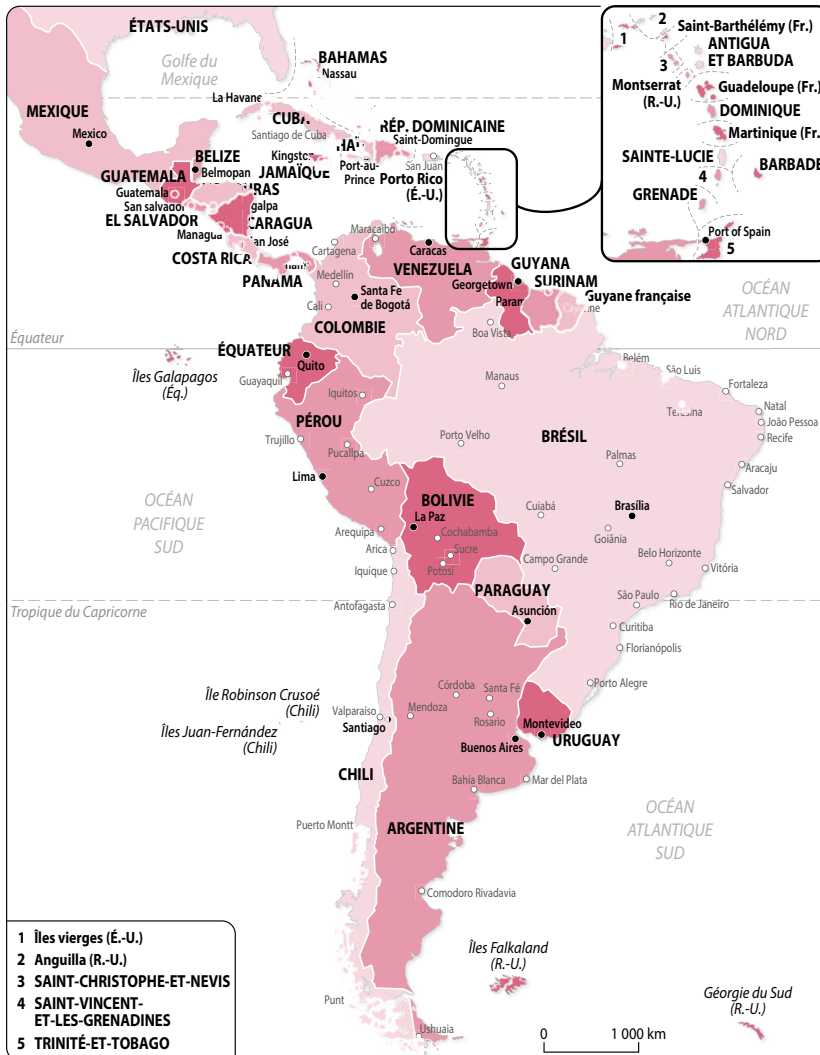 ÉTATS-UNIS
Golfe du
Mexique
BAHAMAS
Nassau
La Havane
MEXIQUE
Mexico
CUBA
Santiago de Cuba
RÉP. DOMINICAINE
Saint-Domingue
Kingston
Port-au-
Prince
San Juan
JAMAÏQUE
Porto Rico
(É.-U.)
BELIZE
Belmopan
GUATEMALA
Guatemala
San salvador
EL SALVADOR
Managua
San José
COSTA RICA
PANAMA
Maracaibo
Cartagena
Caracas
VENEZUELA
Medellín
Santa Fe
de Bogotá
Cali
COLOMBIE
GUYANA
Georgetown
SURINAM
Param
Guyane française
Boa Vista
OCÉAN
ATLANTIQUE
NORD
Équateur
ÉQUATEUR
Quito
Guayaquil
Îles Galapagos
(Éq.)
Iquitos
Manaus
Belém
São Luis
Fortaleza
Teresina
Natal
João Pessoa
Recife
PÉROU
Trujillo
Pucallpa
Porto Velho
BRÉSIL
Palmas
Aracaju
Salvador
Lima
Cuzco
BOLIVIE
La Paz
Cochabamba
Sucre
Potosí
Cuiabá
Brasília
Goiânia
OCÉAN
PACIFIQUE
SUD
Arequipa
Arica
Iquique
Campo Grande
Belo Horizonte
Vitória
PARAGUAY
Asunción
São Paulo
Rio de Janeiro
Tropique du Capricorne
Antofagasta
Curitiba
Florianópolis
Porto Alegre
Île Robinson Crusoé
(Chili)
Îles Juan-Fernández
(Chili)
Valparaíso
Santiago
Córdoba
Santa Fé
Mendoza
Rosario
Montevideo
Buenos Aires
URUGUAY
CHILI
Bahía Blanca
Mar del Plata
ARGENTINE
Puerto Montt
OCÉAN
ATLANTIQUE
SUD
Comodoro Rivadavia
Îles Falkaland
(R.-U.)
Punt
Ushuaia
Géorgie du Sud
(R.-U.)
0 1 000 km
1
2
Saint-Barthélémy (Fr.)
3
ANTIGUA
ET BARBUDA
Montserrat
(R.-U.)
Guadeloupe (Fr.)
DOMINIQUE
Martinique (Fr.)
SAINTE-LUCIE
BARBADE
4
GRENADE
Port of Spain
5
1 Îles vierges (É.-U.)
2 Anguilla (R.-U.)
3 SAINT-CHRISTOPHE-ET-NEVIS
4 SAINT-VINCENT-
ET-LES-GRENADINES
5 TRINITÉ-ET-TOBAGO